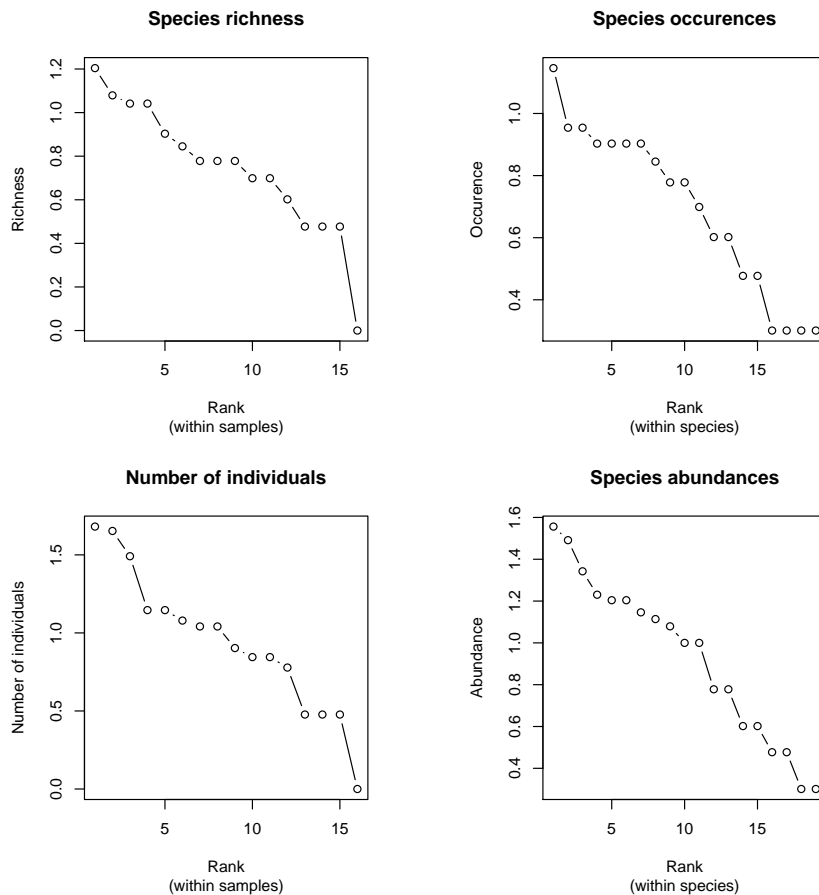 Species richness
Richness
0.0
0.2
0.4
0.6
0.8
1.0
1.2
5
10
15
Rank
(within samples)
Species occurences
Occurence
0.4
0.6
0.8
1.0
5
10
15
Rank
(within species)
Number of individuals
Number of individuals
0.0
0.5
1.0
1.5
5
10
15
Rank
(within samples)
Species abundances
Abundance
0.4
0.6
0.8
1.0
1.2
1.4
1.6
5
10
15
Rank
(within species)